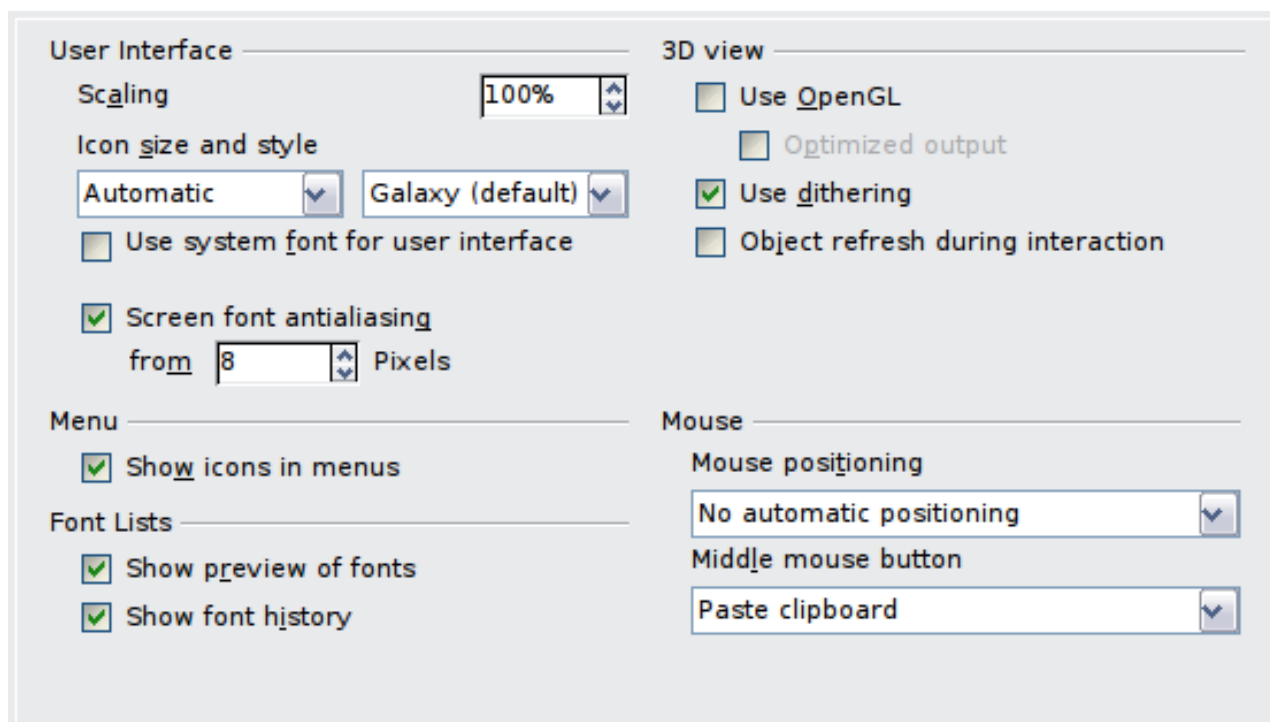 User Interface
Scaling 100%
Icon size and style
Automatic Galaxy (default)
Use system font for user interface
Screen font antialiasing
from 8 Pixels
Menu
Show icons in menus
Font Lists
Show preview of fonts
Show font history
3D view
Use OpenGL
Optimized output
Use dithering
Object refresh during interaction
Mouse
Mouse positioning
No automatic positioning
Middle mouse button
Paste clipboard